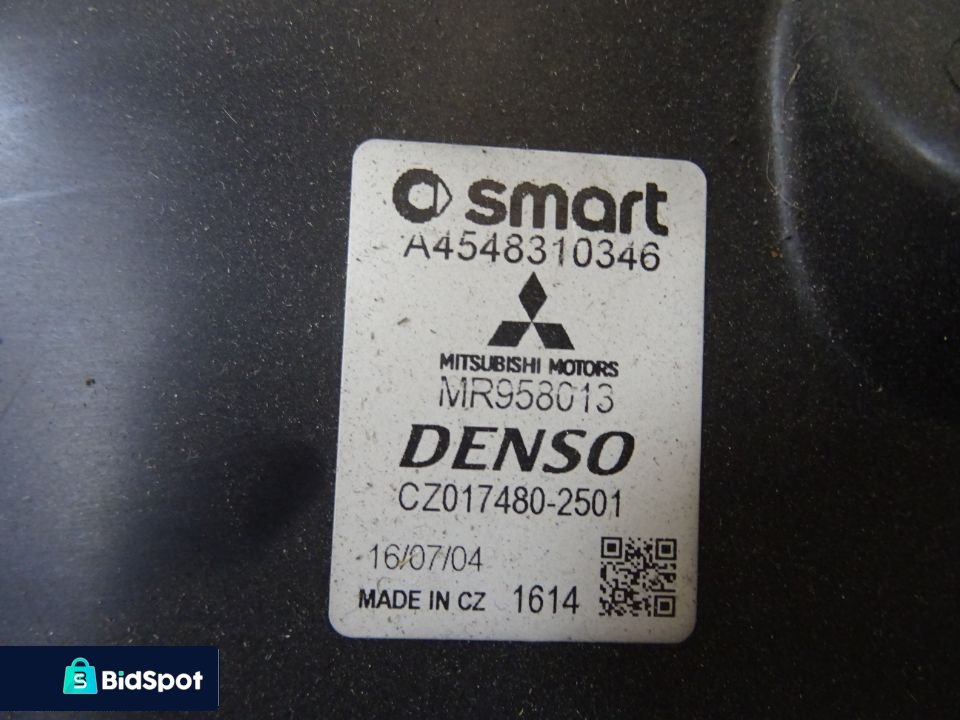 smart
A4548310346
MITSUBISHI MOTORS
MR958013
DENSO
CZ017480-2501
16/07/04
MADE IN CZ 1614
BidSpot